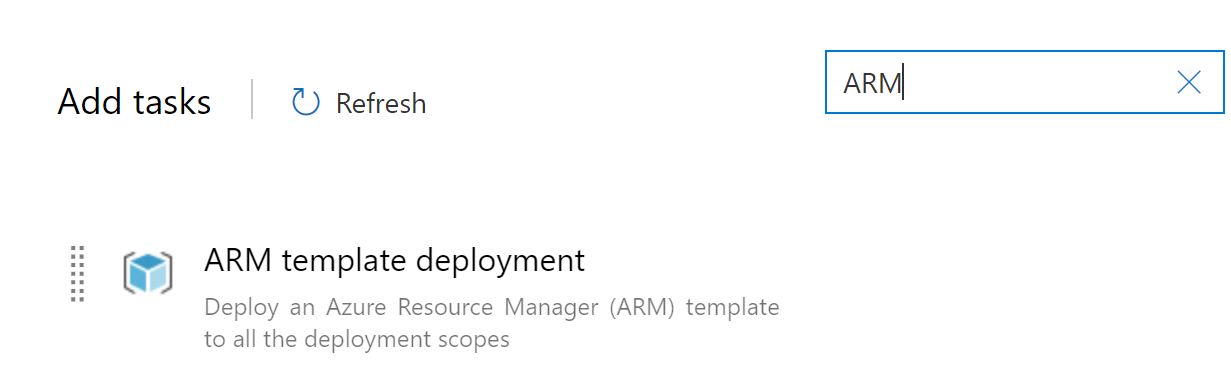 Add tasks
Refresh
ARM
ARM template deployment
Deploy an Azure Resource Manager (ARM) template
to all the deployment scopes